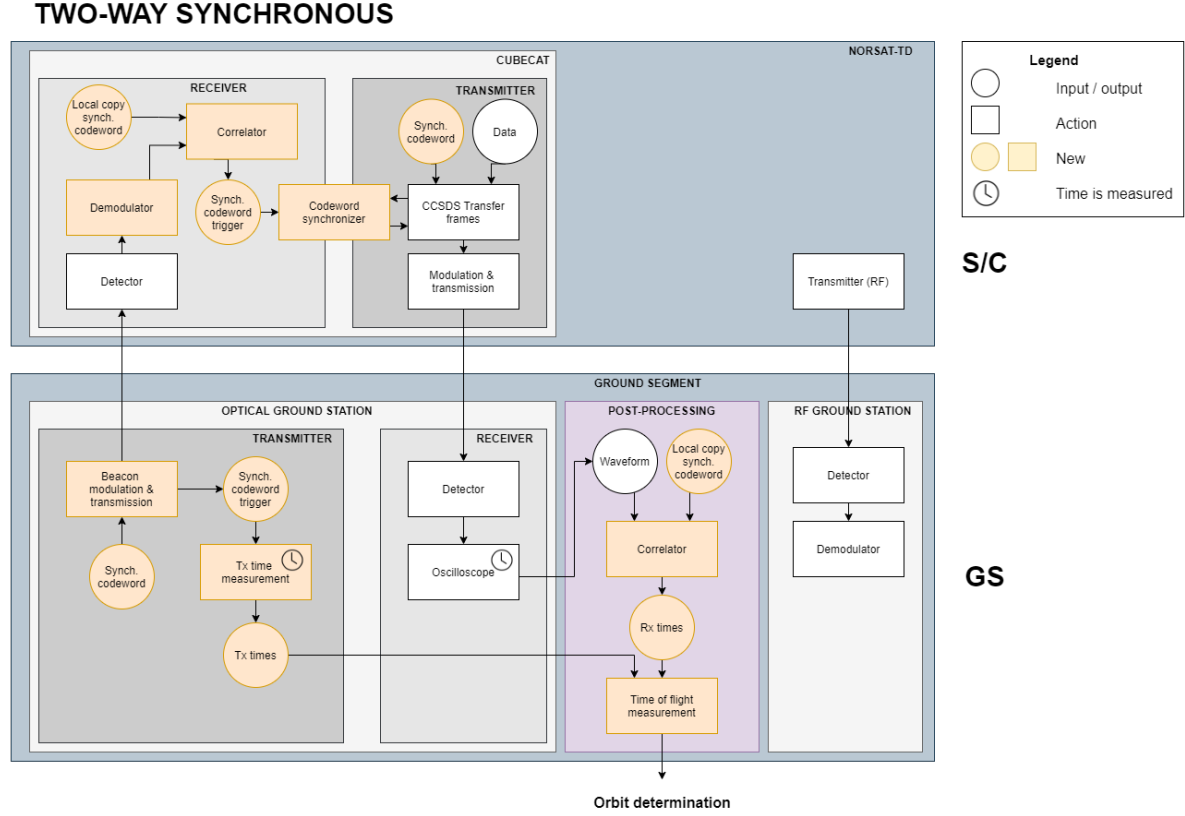 TWO-WAY SYNCHRONOUS
NORSAT-TD
CUBECAT
RECEIVER
Local copy
synch.
codeword
Correlator
Demodulator
Synch.
codeword
trigger
Detector
Codeword
synchronizer
TRANSMITTER
Synch.
codeword
Data
CCSDS Transfer
frames
Modulation &
transmission
Transmitter (RF)
Legend
Input / output
Action
New
Time is measured
S/C
GROUND SEGMENT
OPTICAL GROUND STATION
TRANSMITTER
Beacon
modulation &
transmission
Synch.
codeword
trigger
Synch.
codeword
Tx time
measurement
Tx times
RECEIVER
Detector
Oscilloscope
POST-PROCESSING
Waveform
Local copy
synch.
codeword
Correlator
Rx times
Time of flight
measurement
RF GROUND STATION
Detector
Demodulator
GS
Orbit determination